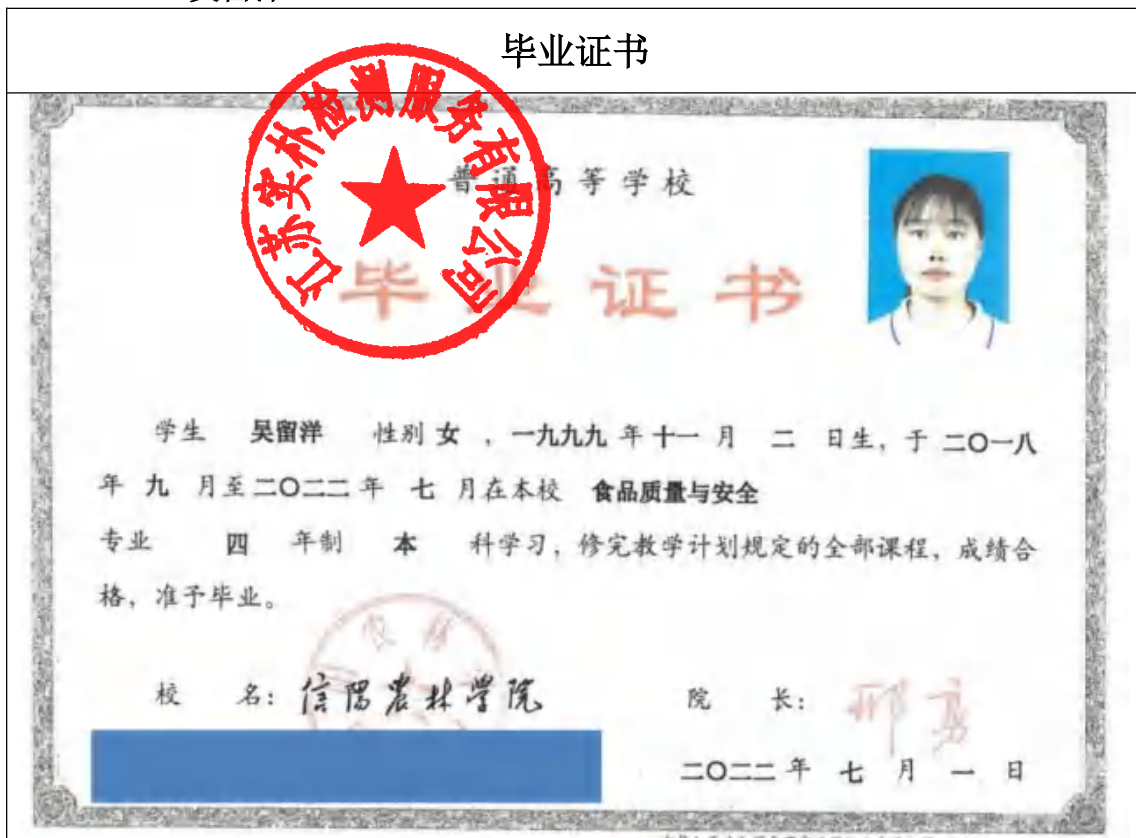 毕业证书
江苏实朴检测服务有限公司
普通高等学校
毕业证书
学生 吴留洋 性别 女 ，一九九九 年 十一 月 二 日生，于 二〇一八
年 九 月至 二〇二二 年 七 月在本校 食品质量与安全
专业 四 年制 本 科学习，修完教学计划规定的全部课程，成绩合
格，准予毕业。
校 名：信阳农林学院
院 长：
二〇二二 年 七 月 一 日